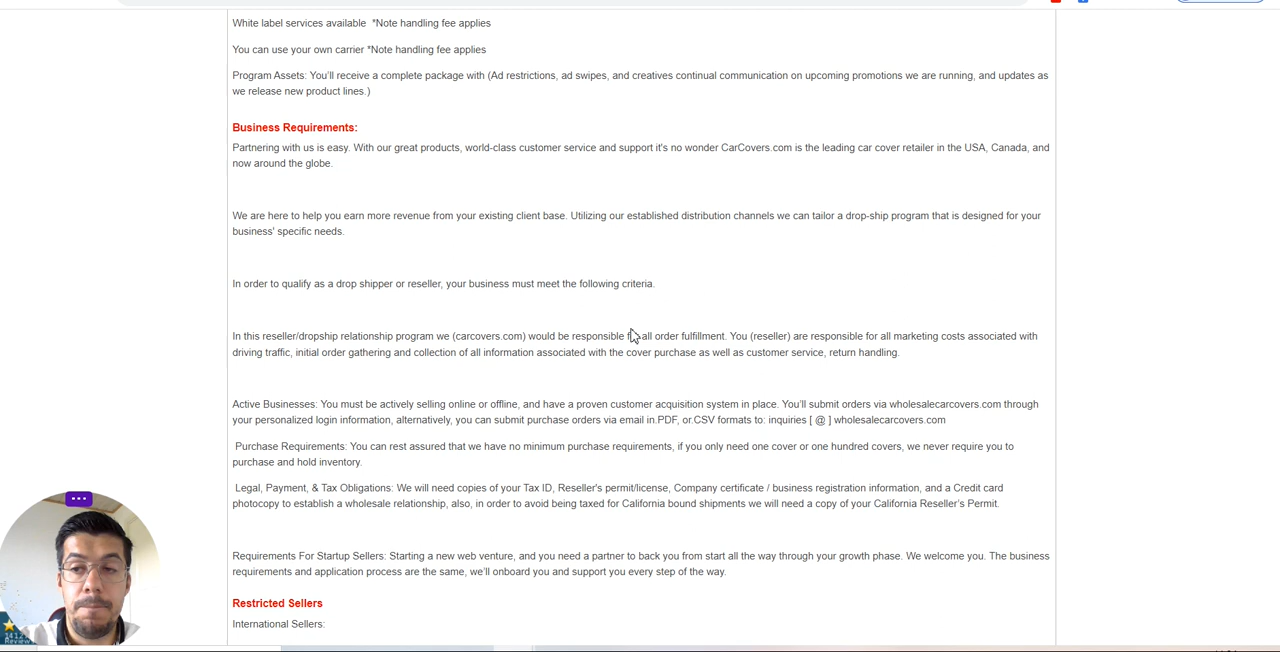 White label services available  *Note handling fee applies
You can use your own carrier *Note handling fee applies
Program Assets: You’ll receive a complete package with (Ad restrictions, ad swipes, and creatives continual communication on upcoming promotions we are running, and updates as
we release new product lines.)
Business Requirements:
Partnering with us is easy. With our great products, world-class customer service and support it's no wonder CarCovers.com is the leading car cover retailer in the USA, Canada, and
now around the globe.
We are here to help you earn more revenue from your existing client base. Utilizing our established distribution channels we can tailor a drop-ship program that is designed for your
business' specific needs.
In order to qualify as a drop shipper or reseller, your business must meet the following criteria.
In this reseller/dropship relationship program we (carcovers.com) would be responsible for all order fulfillment. You (reseller) are responsible for all marketing costs associated with
driving traffic, initial order gathering and collection of all information associated with the cover purchase as well as customer service, return handling.
Active Businesses: You must be actively selling online or offline, and have a proven customer acquisition system in place. You’ll submit orders via wholesalecarcovers.com through
your personalized login information, alternatively, you can submit purchase orders via email in.PDF, or.CSV formats to: inquiries [ @ ] wholesalecarcovers.com
Purchase Requirements: You can rest assured that we have no minimum purchase requirements, if you only need one cover or one hundred covers, we never require you to
purchase and hold inventory.
Legal, Payment, & Tax Obligations: We will need copies of your Tax ID, Reseller's permit/license, Company certificate / business registration information, and a Credit card
photocopy to establish a wholesale relationship, also, in order to avoid being taxed for California bound shipments we will need a copy of your California Reseller’s Permit.
Requirements For Startup Sellers: Starting a new web venture, and you need a partner to back you from start all the way through your growth phase. We welcome you. The business
requirements and application process are the same, we’ll onboard you and support you every step of the way.
Restricted Sellers
International Sellers: